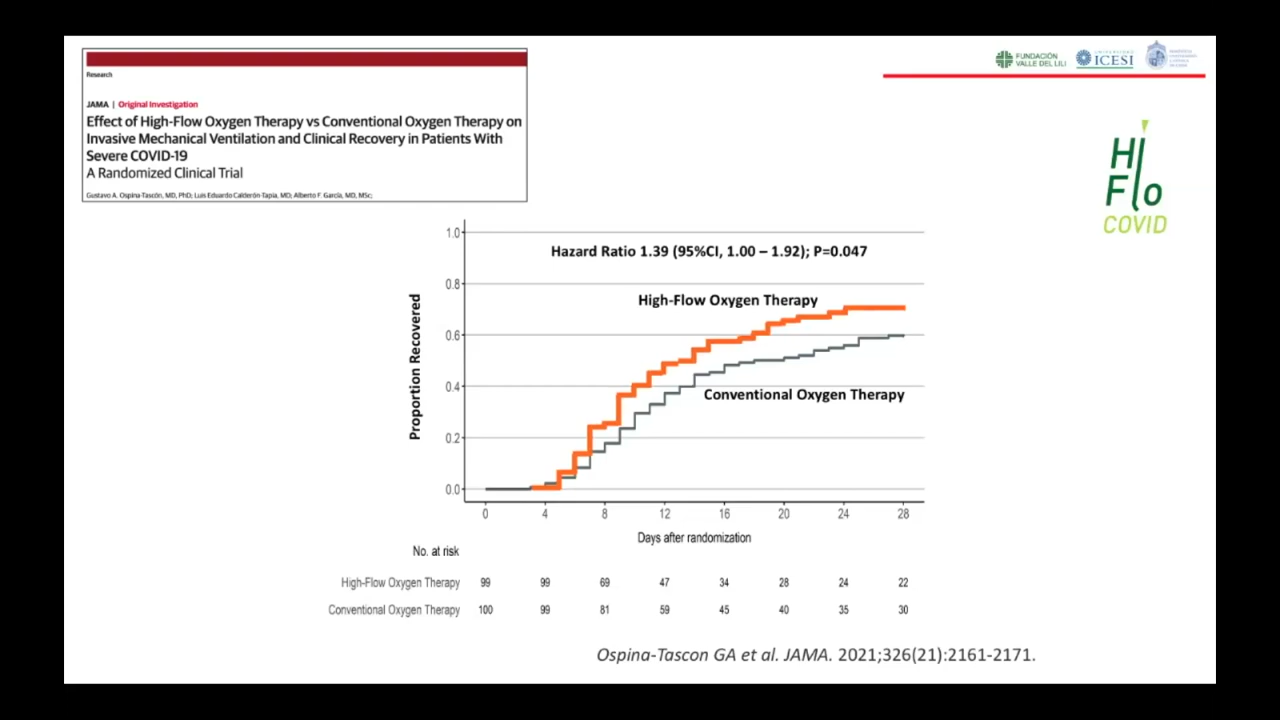 Research
JAMA | Original Investigation
Effect of High-Flow Oxygen Therapy vs Conventional Oxygen Therapy on
Invasive Mechanical Ventilation and Clinical Recovery in Patients With
Severe COVID-19
A Randomized Clinical Trial
Gustavo A. Ospina-Tascón, MD, PhD; Luis Eduardo Calderón-Tapia, MD; Alberto F. García, MD, MSc;
FUNDACIÓN
VALLE DEL LILI
UNIVERSIDAD
ICESI
Hi
Flo
COVID
Hazard Ratio 1.39 (95%CI, 1.00 – 1.92); P=0.047
High-Flow Oxygen Therapy
Conventional Oxygen Therapy
Proportion Recovered
1.0
0.8
0.6
0.4
0.2
0.0
0 4 8 12 16 20 24 28
Days after randomization
No. at risk
High-Flow Oxygen Therapy 99 99 69 47 34 28 24 22
Conventional Oxygen Therapy 100 99 81 59 45 40 35 30
Ospina-Tascon GA et al. JAMA. 2021;326(21):2161-2171.